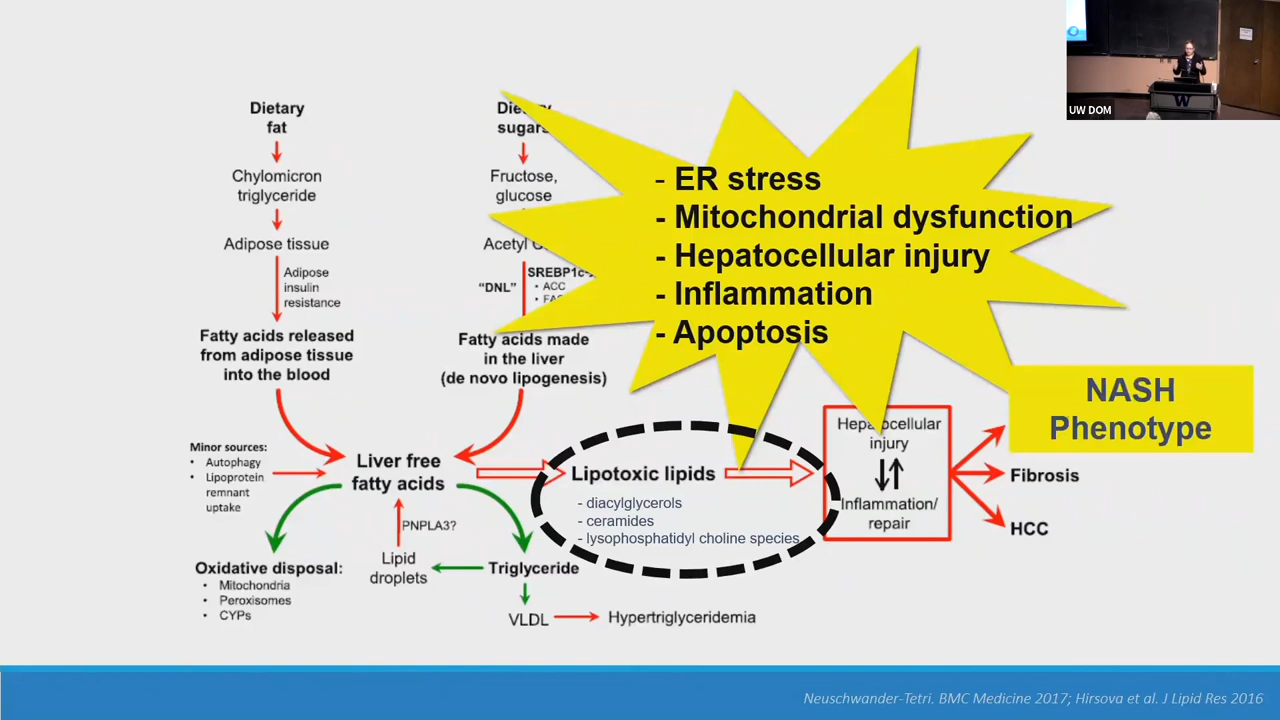 Dietary
fat
Chylomicron
triglyceride
Adipose tissue
Adipose
insulin
resistance
Fatty acids released
from adipose tissue
into the blood
sugars
Fructose,
glucose
"DNL"
SREBP1c
• ACC
Fatty acids made
in the liver
(de novo lipogenesis)
- ER stress
- Mitochondrial dysfunction
- Hepatocellular injury
- Inflammation
- Apoptosis
Minor sources:
• Autophagy
• Lipoprotein
remnant
uptake
Liver free
fatty acids
PNPLA3?
Lipid
droplets
Oxidative disposal:
• Mitochondria
• Peroxisomes
• CYPs
Triglyceride
VLDL
Hypertriglyceridemia
Lipotoxic lipids
- diacylglycerols
- ceramides
- lysophosphatidyl choline species
Hepatocellular
injury
Inflammation/
repair
NASH
Phenotype
Fibrosis
HCC
Neuschwander-Tetri. BMC Medicine 2017; Hirsova et al. J Lipid Res 2016
UW DOM
W